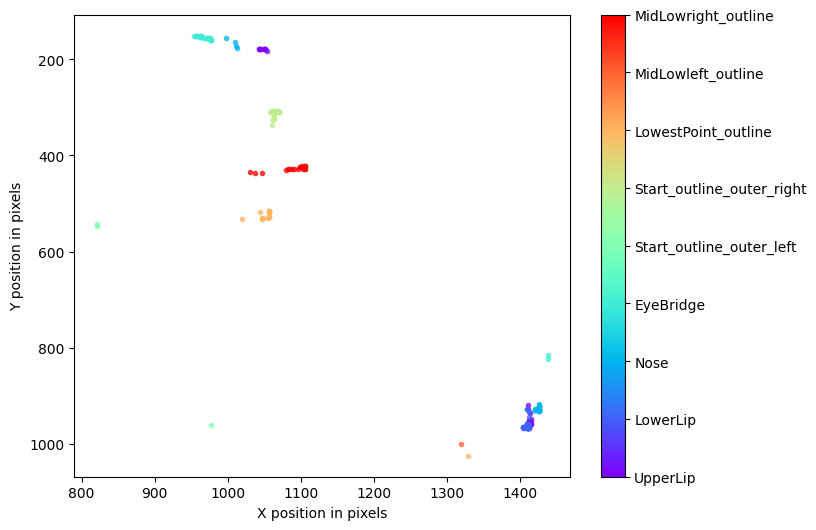 200
400
600
800
1000
Y position in pixels
800
900
1000
1100
1200
1300
1400
X position in pixels
MidLowright_outline
MidLowleft_outline
LowestPoint_outline
Start_outline_outer_right
Start_outline_outer_left
EyeBridge
Nose
LowerLip
UpperLip